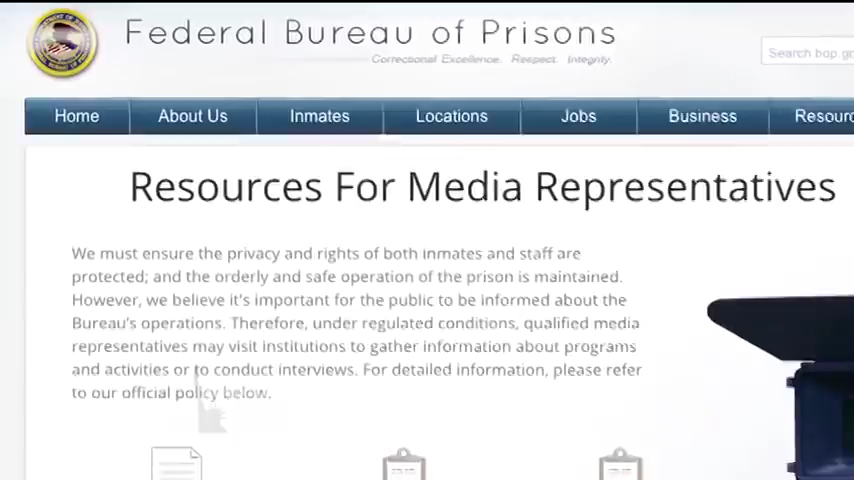 Federal Bureau of Prisons
Correctional Excellence. Respect. Integrity.
Search bop.go
Home About Us Inmates Locations Jobs Business Resourc
Resources For Media Representatives
We must ensure the privacy and rights of both inmates and staff are
protected; and the orderly and safe operation of the prison is maintained.
However, we believe it's important for the public to be informed about the
Bureau's operations. Therefore, under regulated conditions, qualified media
representatives may visit institutions to gather information about programs
and activities or to conduct interviews. For detailed information, please refer
to our official policy below.